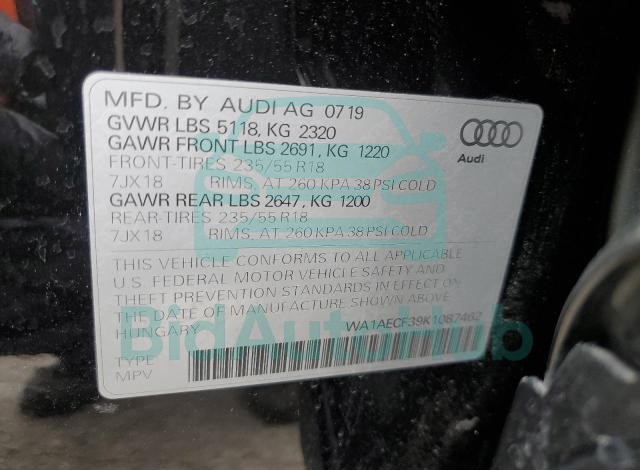 MFD. BY AUDI AG 0719
GVWR LBS 5118, KG 2320
GAWR FRONT LBS 2691, KG 1220
FRONT-TIRES 235/55 R18
7JX18 RIMS, AT 260 KPA 38 PSI COLD
GAWR REAR LBS 2647, KG 1200
REAR-TIRES 235/55 R18
7JX18 RIMS, AT 260 KPA 38 PSI COLD
Audi
THIS VEHICLE CONFORMS TO ALL APPLICABLE
U.S. FEDERAL MOTOR VEHICLE SAFETY AND
THEFT PREVENTION STANDARDS IN EFFECT ON
THE DATE OF MANUFACTURE SHOWN ABOVE
HUNGARY WA1AECF39K1087462
BidAutoHub
TYPE
MPV